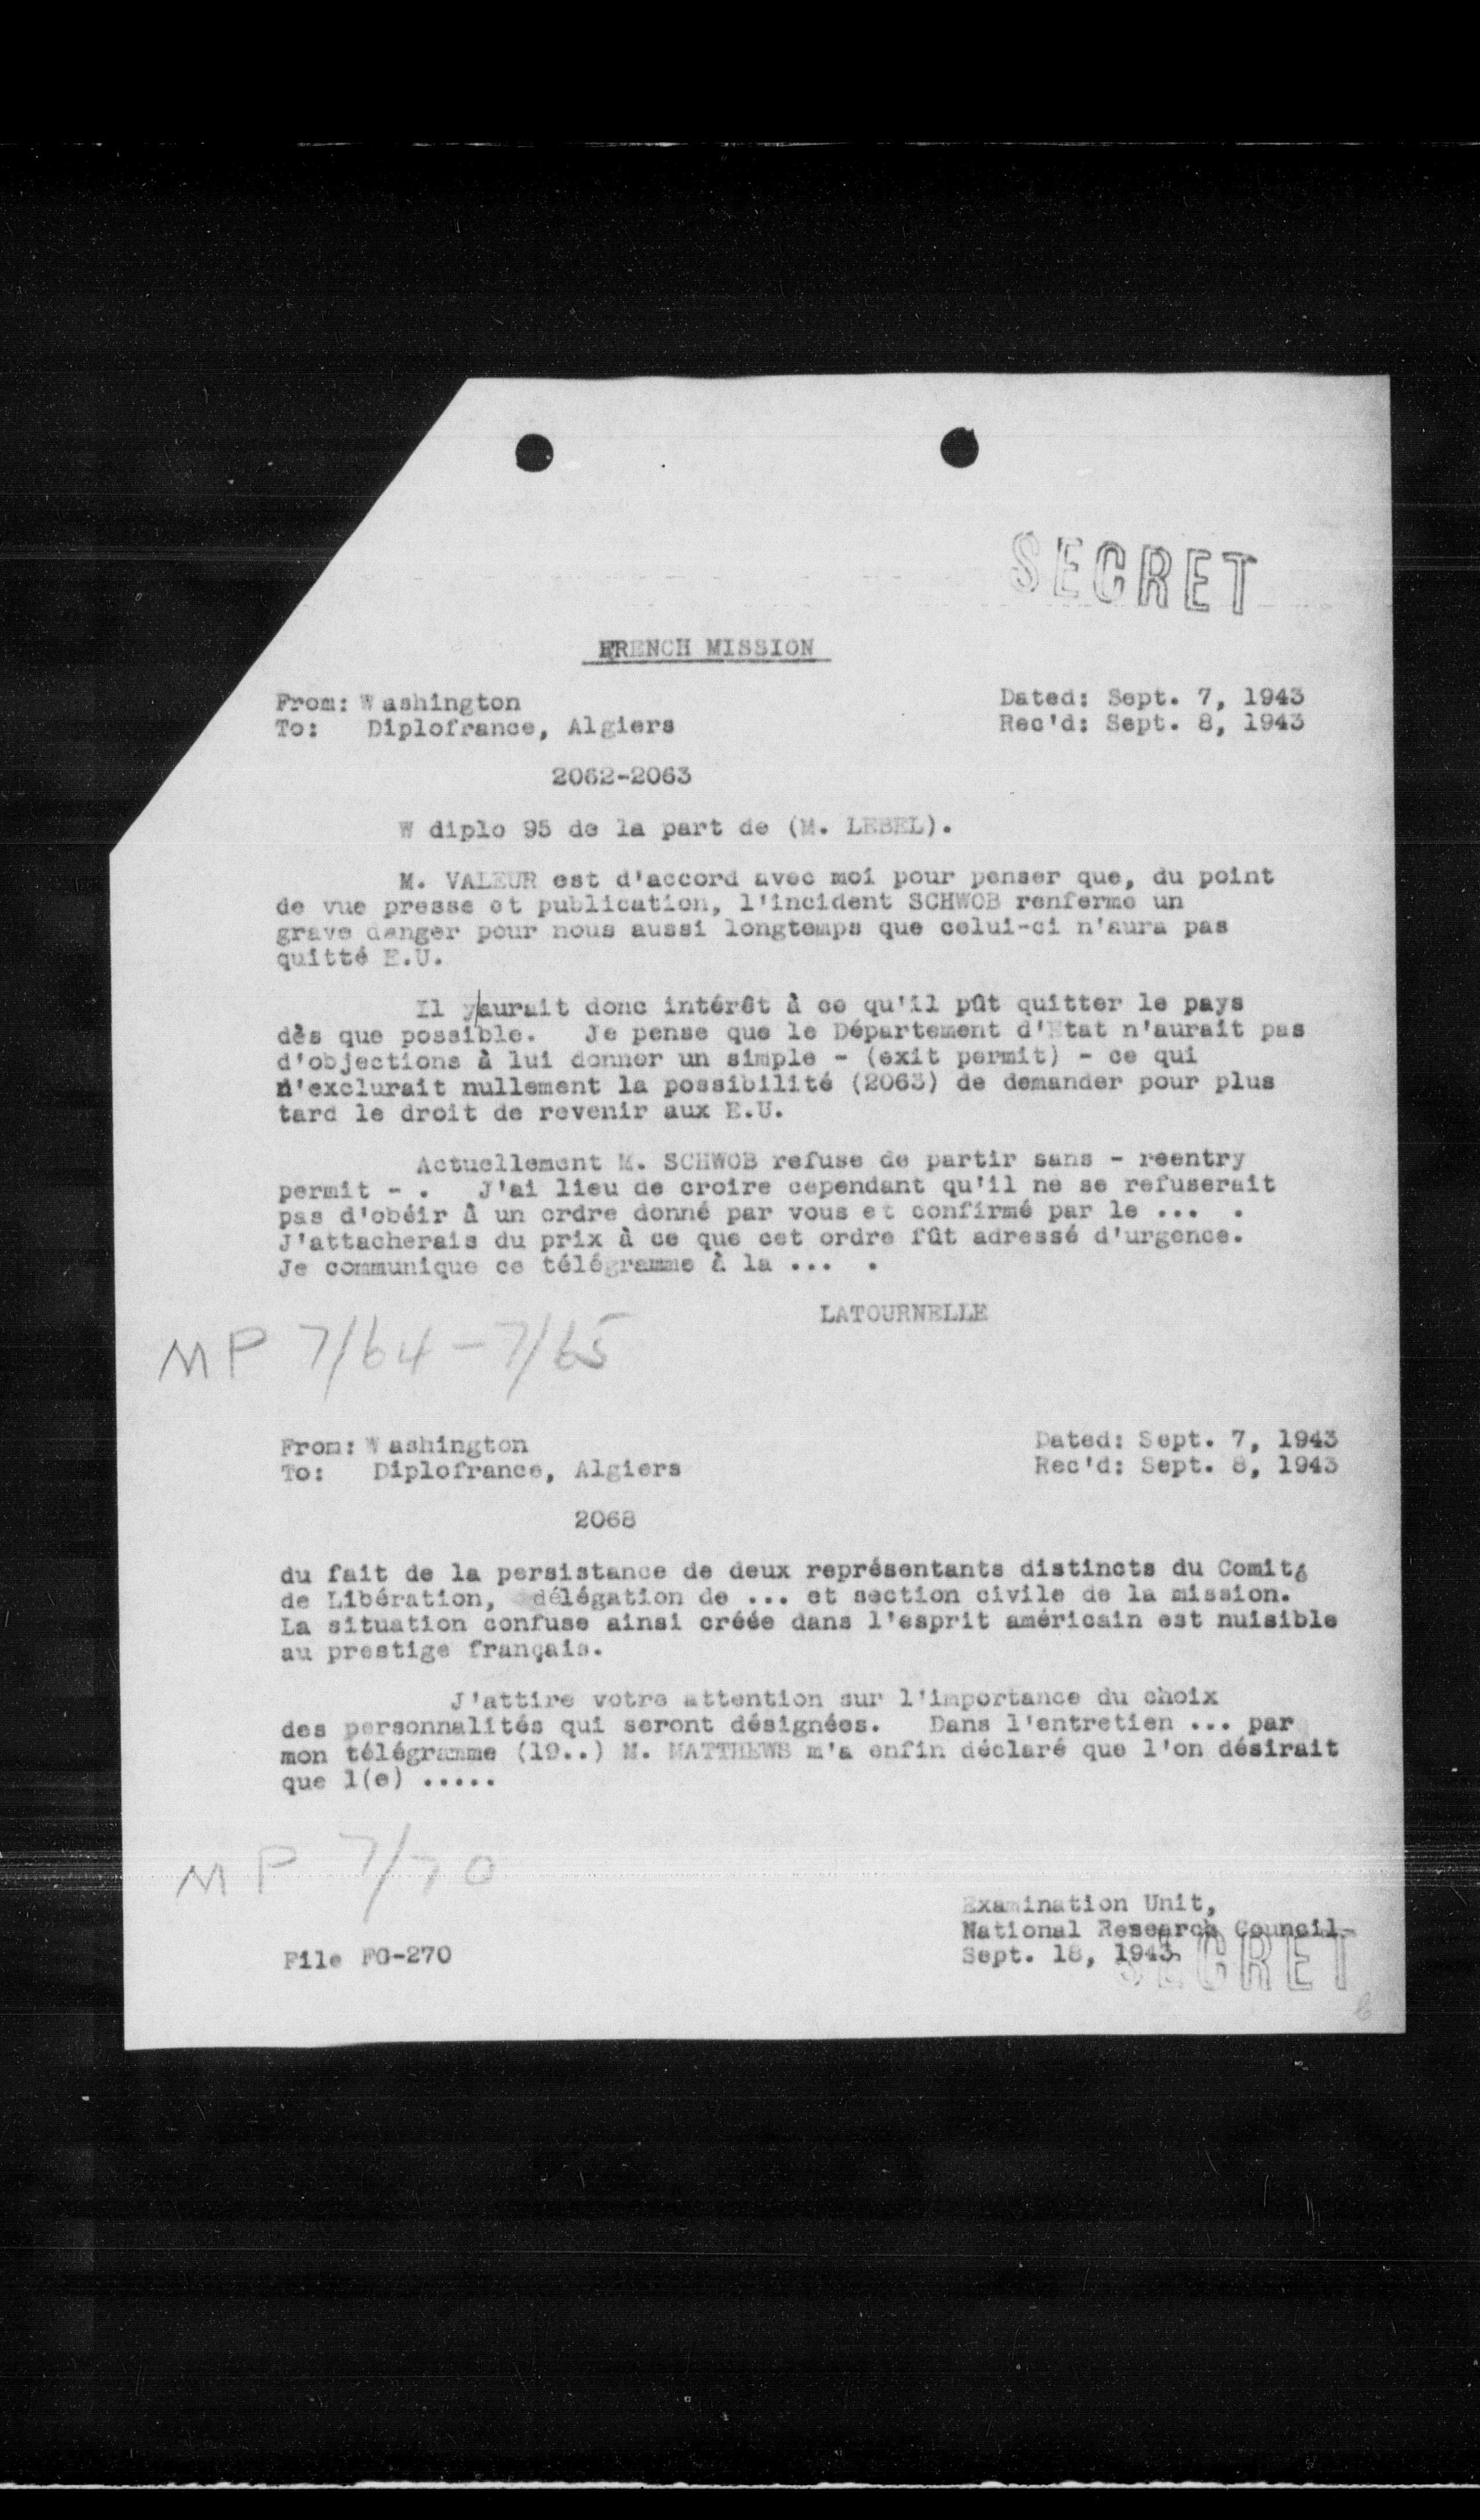 SECRET
FRENCH MISSION
From: Washington
Dated: Sept. 7, 1943
To: Diplofrance, Algiers
Rec'd: Sept. 8, 1943
2062-2063
W diplo 95 de la part de (M. LEBEL).
M. VALEUR est d'accord avec moi pour penser que, du point
de vue presse et publication, l'incident SCHWOB renferme un
grave danger pour nous aussi longtemps que celui-ci n'aura pas
quitté E.U.
Il y aurait donc intérêt à ce qu'il pût quitter le pays
dès que possible. Je pense que le Département d'Etat n'aurait pas
d'objections à lui donner un simple - (exit permit) - ce qui
n'exclurait nullement la possibilité (2063) de demander pour plus
tard le droit de revenir aux E.U.
Actuellement M. SCHWOB refuse de partir sans - reentry
permit - . J'ai lieu de croire cependant qu'il ne se refuserait
pas d'obéir à un ordre donné par vous et confirmé par le ... .
J'attacherais du prix à ce que cet ordre fût adressé d'urgence.
Je communique ce télégramme à la ... .
LATOURNELLE
MP 7/64-7/65
From: Washington
Dated: Sept. 7, 1943
To: Diplofrance, Algiers
Rec'd: Sept. 8, 1943
2068
du fait de la persistance de deux représentants distincts du Comité
de Libération, délégation de ... et section civile de la mission.
La situation confuse ainsi créée dans l'esprit américain est nuisible
au prestige français.
J'attire votre attention sur l'importance du choix
des personnalités qui seront désignées. Dans l'entretien ... par
mon télégramme (19..) M. MATTHEWS m'a enfin déclaré que l'on désirait
que l(e) .....
MP 7/70
Examination Unit,
National Research Council
File FG-270
Sept. 18, 1943
SECRET